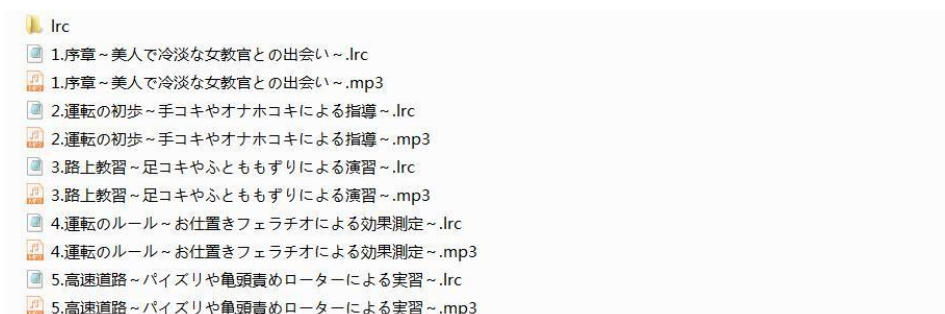 lrc
1.序章~美人で冷淡な女教官との出会い~.lrc
1.序章~美人で冷淡な女教官との出会い~.mp3
2.運転の初歩~手コキやオナホコキによる指導~.lrc
2.運転の初歩~手コキやオナホコキによる指導~.mp3
3.路上教習~足コキやふとももずりによる演習~.lrc
3.路上教習~足コキやふとももずりによる演習~.mp3
4.運転のルール~お仕置きフェラチオによる効果測定~.lrc
4.運転のルール~お仕置きフェラチオによる効果測定~.mp3
5.高速道路~パイズリや亀頭責めローターによる実習~.lrc
5.高速道路~パイズリや亀頭責めローターによる実習~.mp3